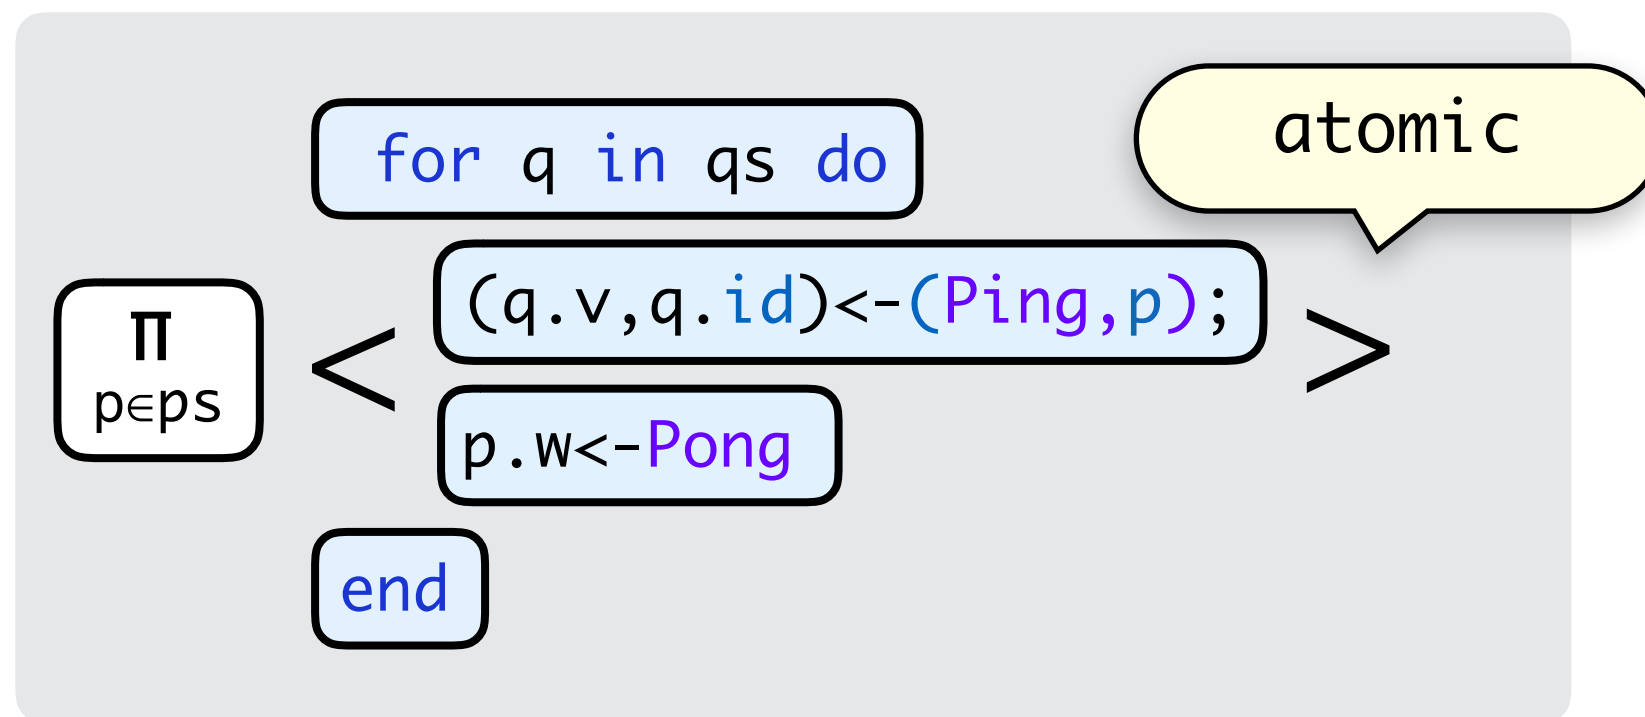 atomic
for q in qs do
(q.v,q.id)<-(Ping,p);
Π
p∈ps
<
>
p.w<-Pong
end